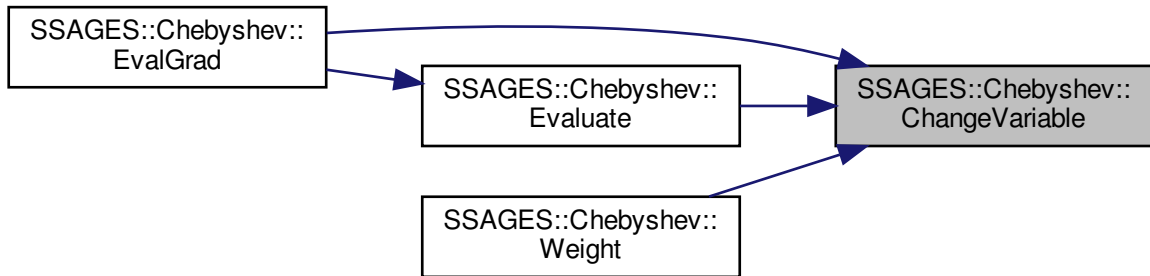 SSAGES::Chebyshev::
EvalGrad
SSAGES::Chebyshev::
Evaluate
SSAGES::Chebyshev::
ChangeVariable
SSAGES::Chebyshev::
Weight